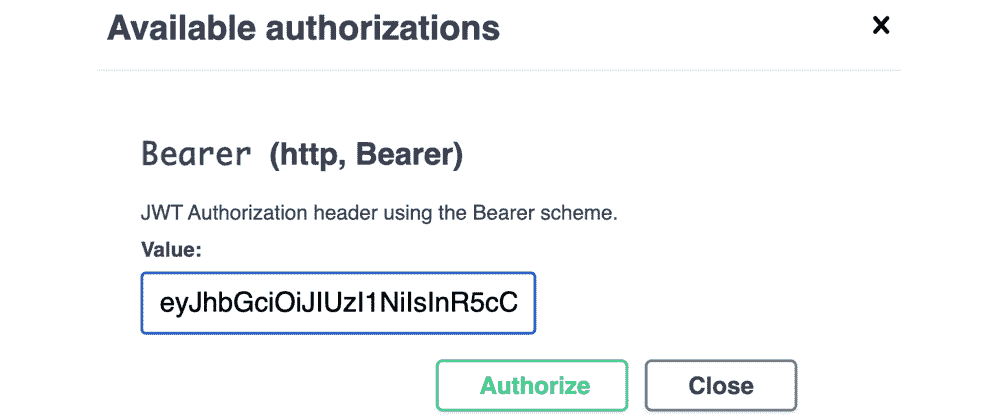 Available authorizations
Bearer (http, Bearer)
JWT Authorization header using the Bearer scheme.
Value:
eyJhbGciOiJIUzI1NiIsInR5cC
Authorize Close